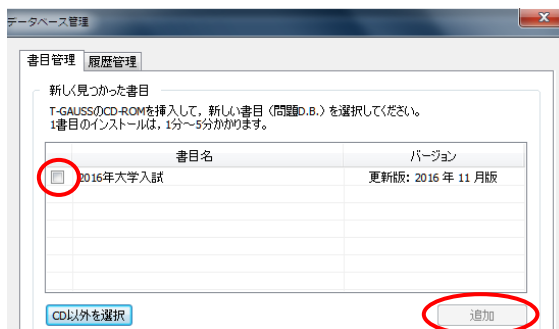 データベース管理
書目管理 履歴管理
新しく見つかった書目
T-GAUSSのCD-ROMを挿入して，新しい書目（問題D.B.）を選択してください。
1書目のインストールは，1分～5分かかります。
書目名 バージョン
2016年大学入試 更新版: 2016 年 11 月版
CD以外を選択 追加